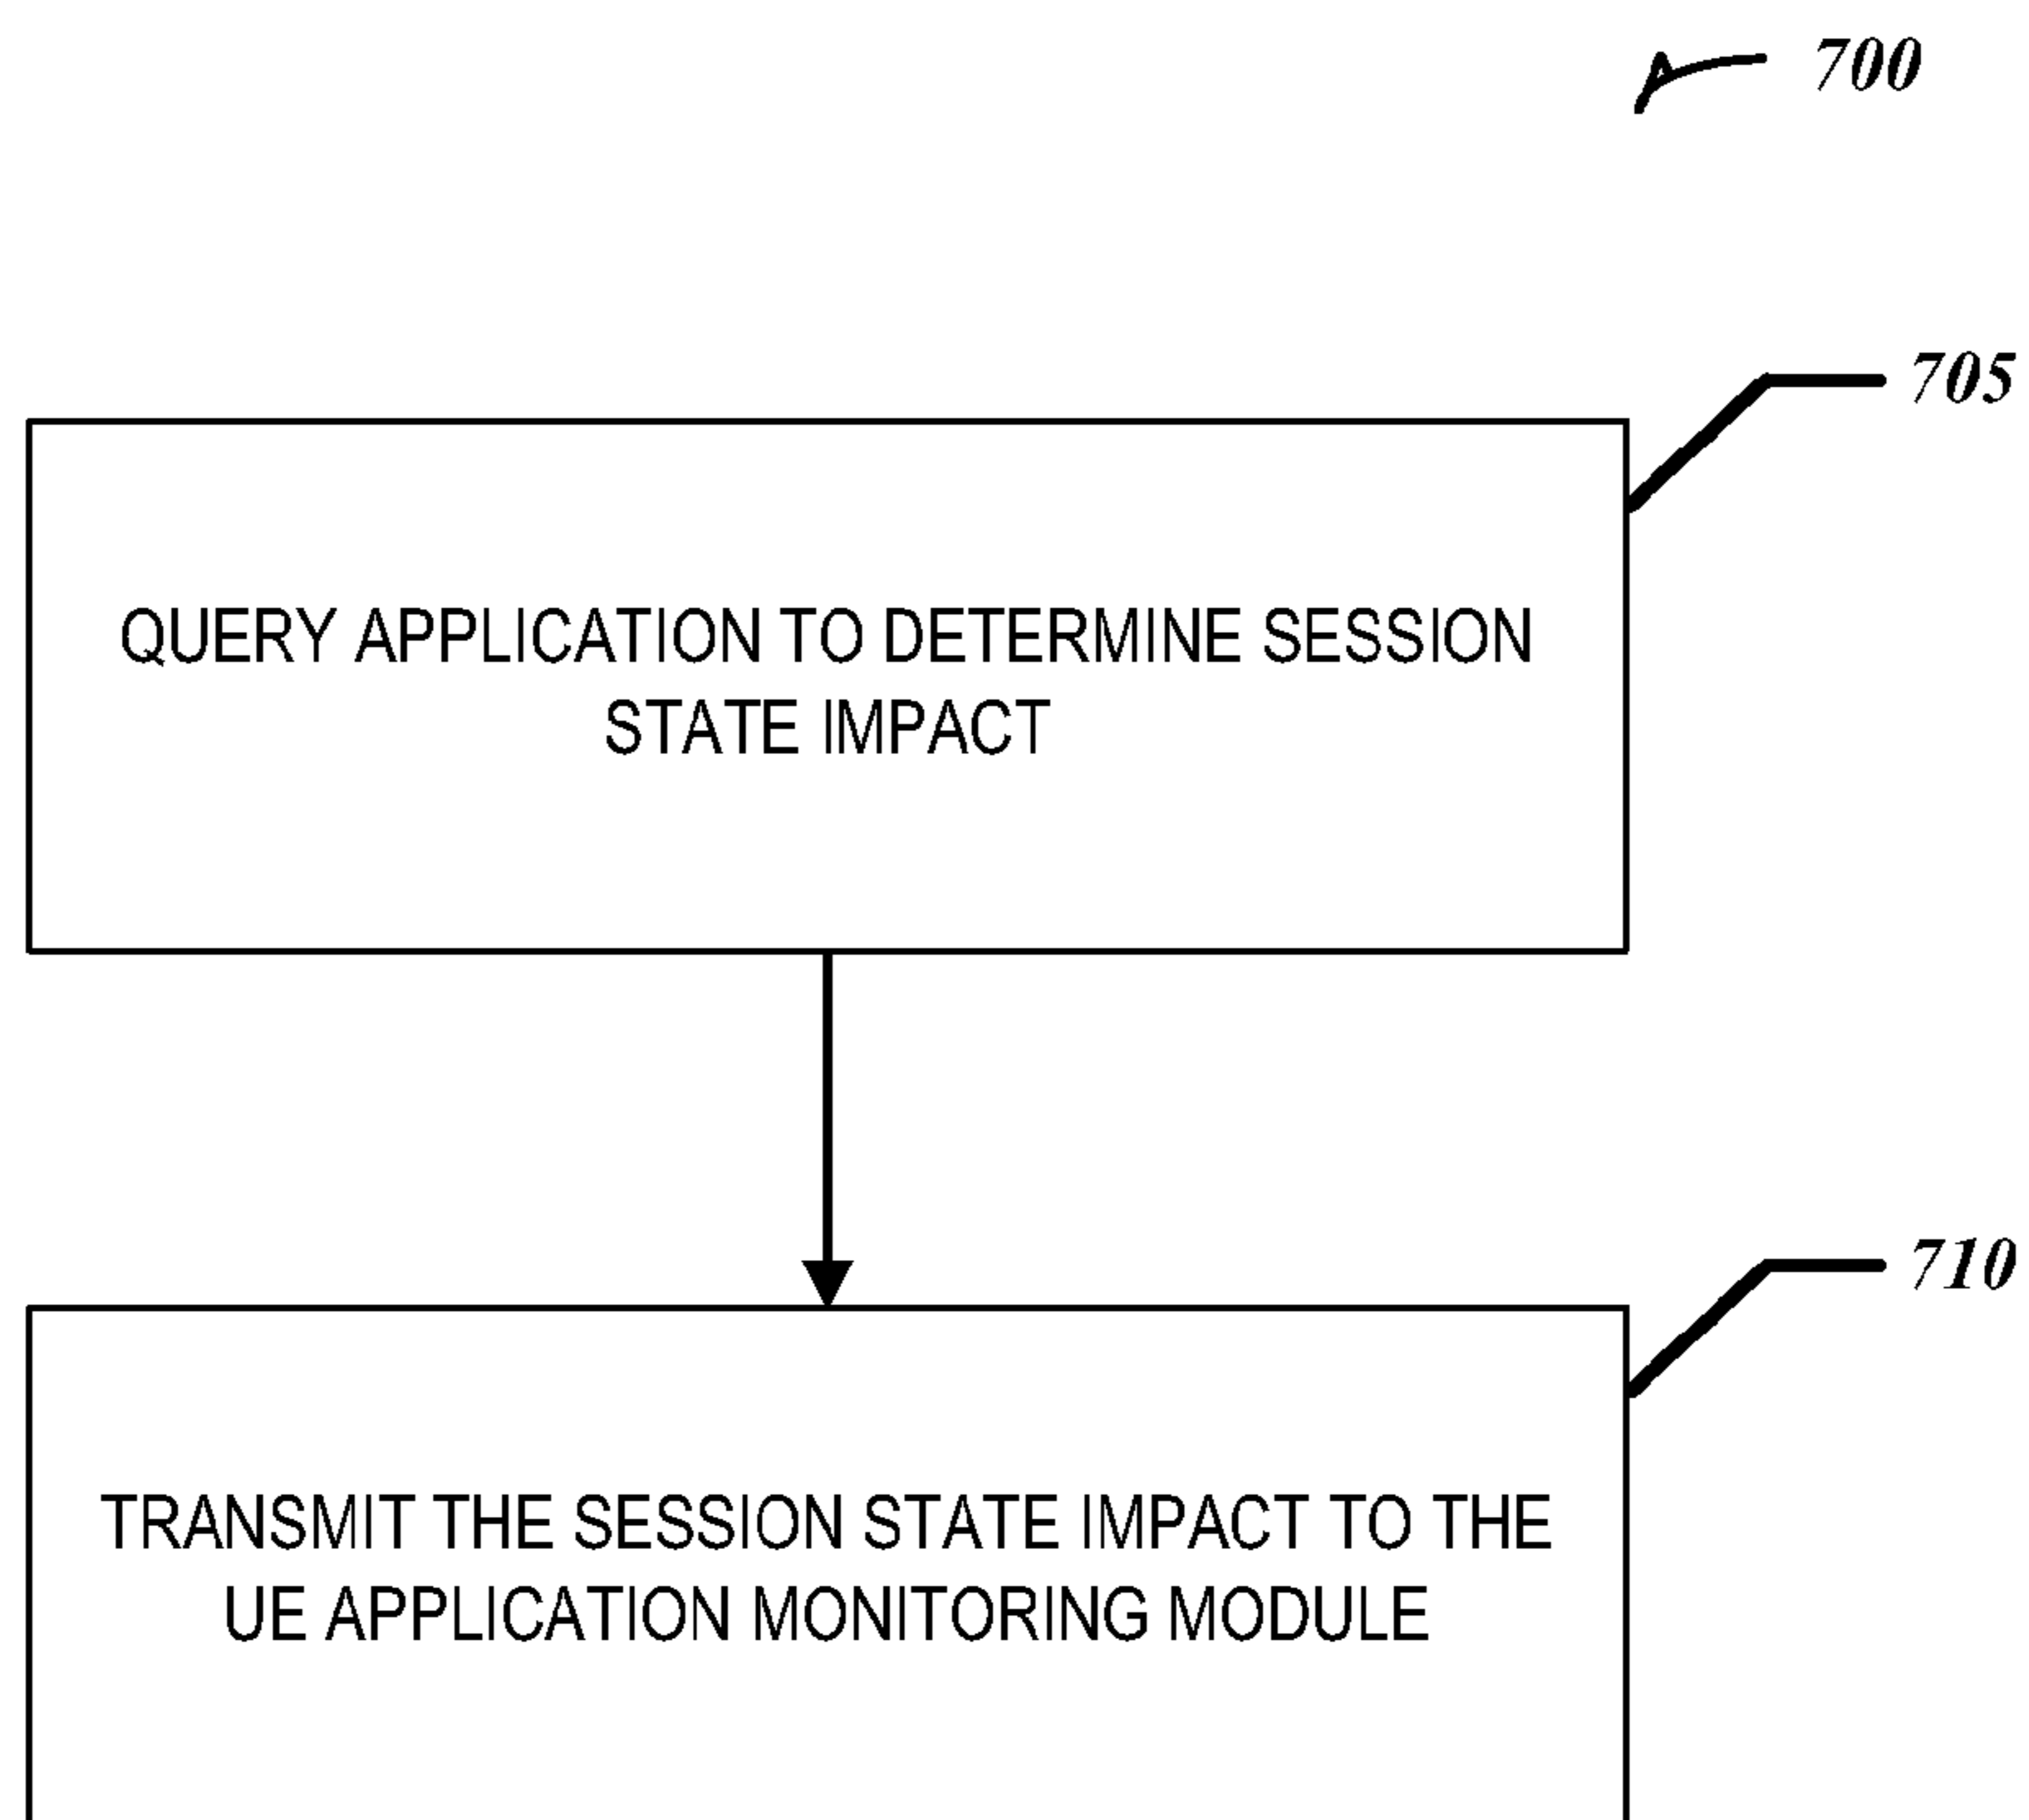 700
705
QUERY APPLICATION TO DETERMINE SESSION
STATE IMPACT
710
TRANSMIT THE SESSION STATE IMPACT TO THE
UE APPLICATION MONITORING MODULE